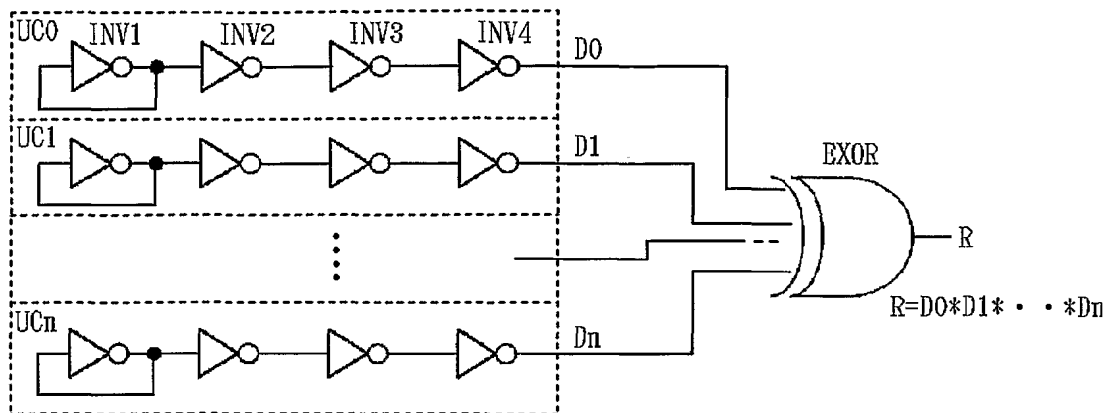 UC0 INV1 INV2 INV3 INV4 D0
UC1 D1
EXOR
R
R=D0*D1* · · *Dn
UCn Dn